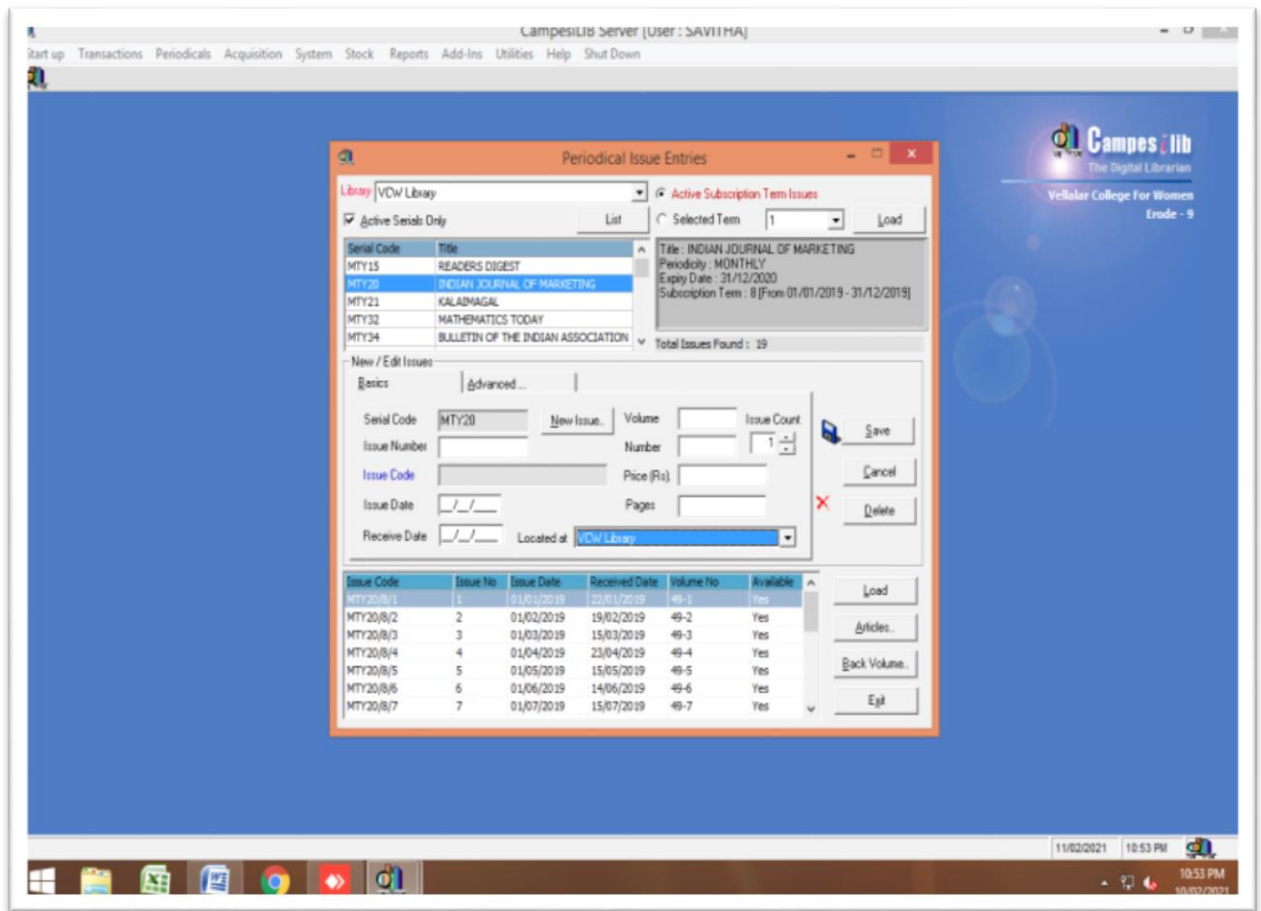 CampesiLIB Server [User : SAVITHA]
Start up Transactions Periodicals Acquisition System Stock Reports Add-Ins Utilities Help Shut Down
Campes ilib
The Digital Librarian
Vellalar College For Women
Erode - 9
Periodical Issue Entries
Library VCW Library Active Subscription Term Issues
Active Serials Only List Selected Term 1 Load
Serial Code Title
MTY15 READERS DIGEST
MTY20 INDIAN JOURNAL OF MARKETING
MTY21 KALAIMAGAL
MTY32 MATHEMATICS TODAY
MTY34 BULLETIN OF THE INDIAN ASSOCIATION
Title : INDIAN JOURNAL OF MARKETING
Periodicity : MONTHLY
Expiry Date : 31/12/2020
Subscription Term : 8 [From 01/01/2019 - 31/12/2019]
Total Issues Found : 19
New / Edit Issues
Basics Advanced ...
Serial Code MTY20 New Issue.. Volume Issue Count
Issue Number Number 1
Issue Code Price (Rs).
Issue Date _/_/__ Pages
Receive Date _/_/__ Located at VCW Library
Save
Cancel
Delete
Issue Code Issue No Issue Date Received Date Volume No Available
MTY20/8/1 1 01/01/2019 22/01/2019 49-1 Yes
MTY20/8/2 2 01/02/2019 19/02/2019 49-2 Yes
MTY20/8/3 3 01/03/2019 15/03/2019 49-3 Yes
MTY20/8/4 4 01/04/2019 23/04/2019 49-4 Yes
MTY20/8/5 5 01/05/2019 15/05/2019 49-5 Yes
MTY20/8/6 6 01/06/2019 14/06/2019 49-6 Yes
MTY20/8/7 7 01/07/2019 15/07/2019 49-7 Yes
Load
Articles..
Back Volume..
Exit
11/02/2021 10:53 PM
10:53 PM
10/02/2021